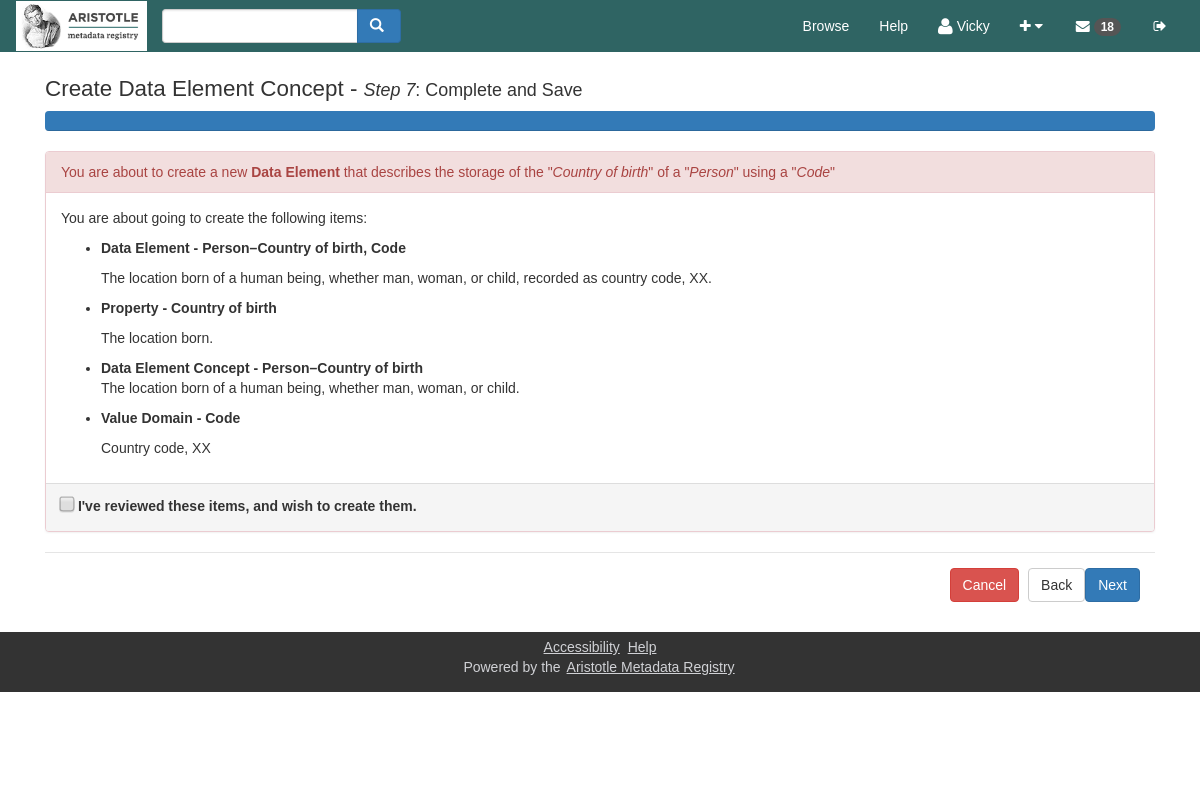 ARISTOTLE
metadata registry
Browse Help Vicky 18
Create Data Element Concept - Step 7: Complete and Save
You are about to create a new Data Element that describes the storage of the "Country of birth" of a "Person" using a "Code"
You are about going to create the following items:
Data Element - Person–Country of birth, Code
The location born of a human being, whether man, woman, or child, recorded as country code, XX.
Property - Country of birth
The location born.
Data Element Concept - Person–Country of birth
The location born of a human being, whether man, woman, or child.
Value Domain - Code
Country code, XX
I've reviewed these items, and wish to create them.
Cancel Back Next
Accessibility Help
Powered by the Aristotle Metadata Registry